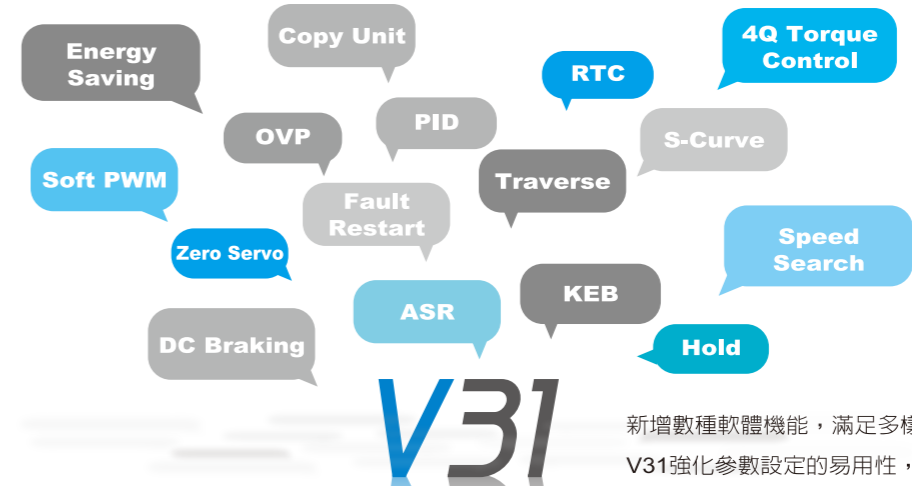 Energy
Saving
Copy Unit
RTC
4Q Torque
Control
OVP
PID
S-Curve
Soft PWM
Traverse
Fault
Restart
Zero Servo
Speed
Search
ASR
KEB
DC Braking
Hold
V31
新增數種軟體機能，滿足多樣
V31強化參數設定的易用性，